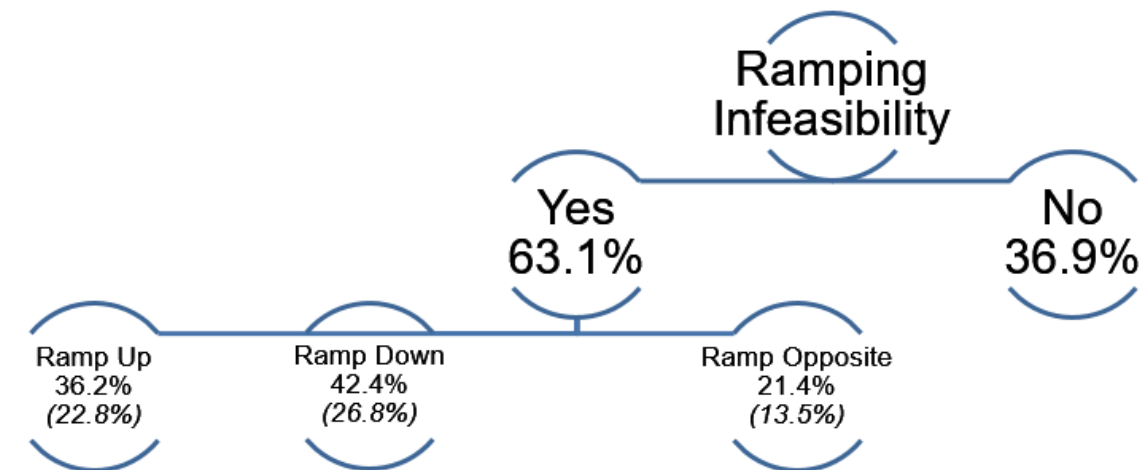 Ramping
Infeasibility
Yes
63.1%
No
36.9%
Ramp Up
36.2%
(22.8%)
Ramp Down
42.4%
(26.8%)
Ramp Opposite
21.4%
(13.5%)